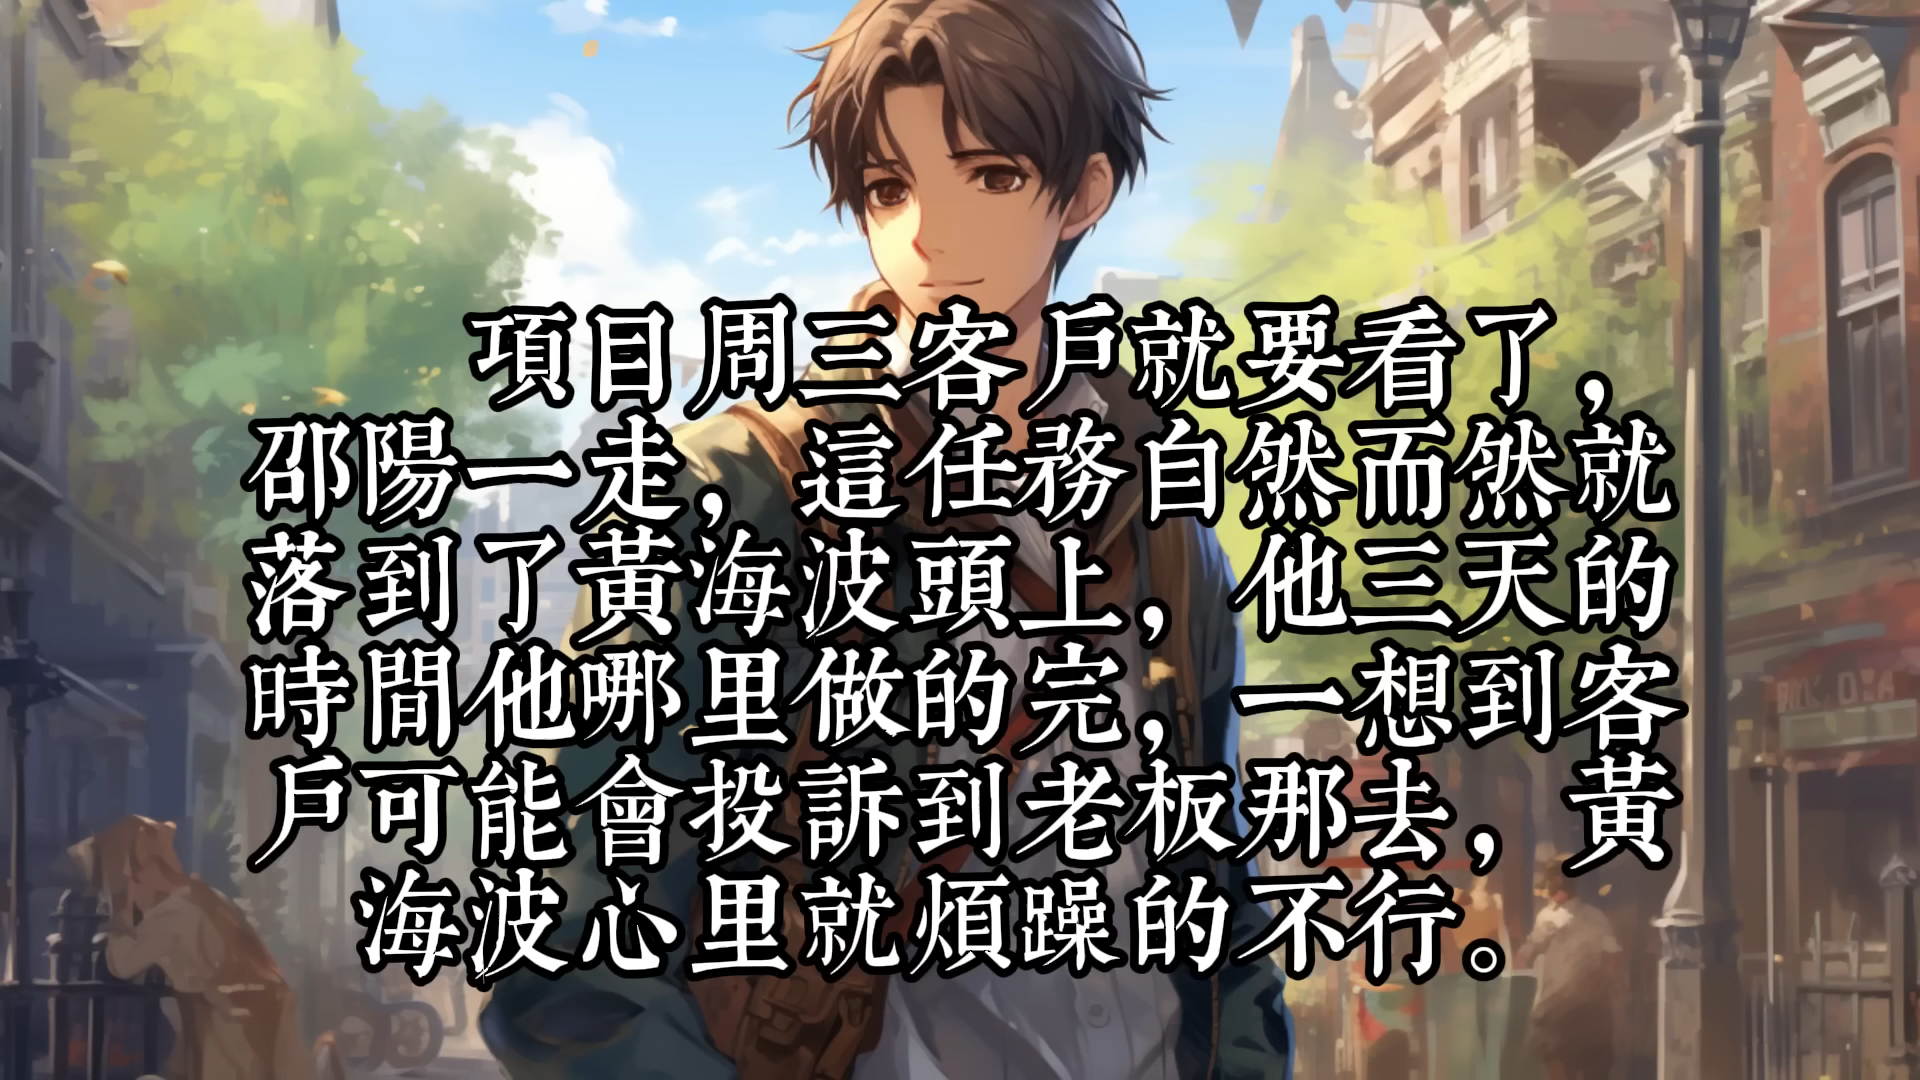 項目周三客戶就要看了，
邵陽一走，這任務自然而然就
落到了黃海波頭上，他三天的
時間他哪里做的完，一想到客
戶可能會投訴到老板那去，黃
海波心里就煩躁的不行。